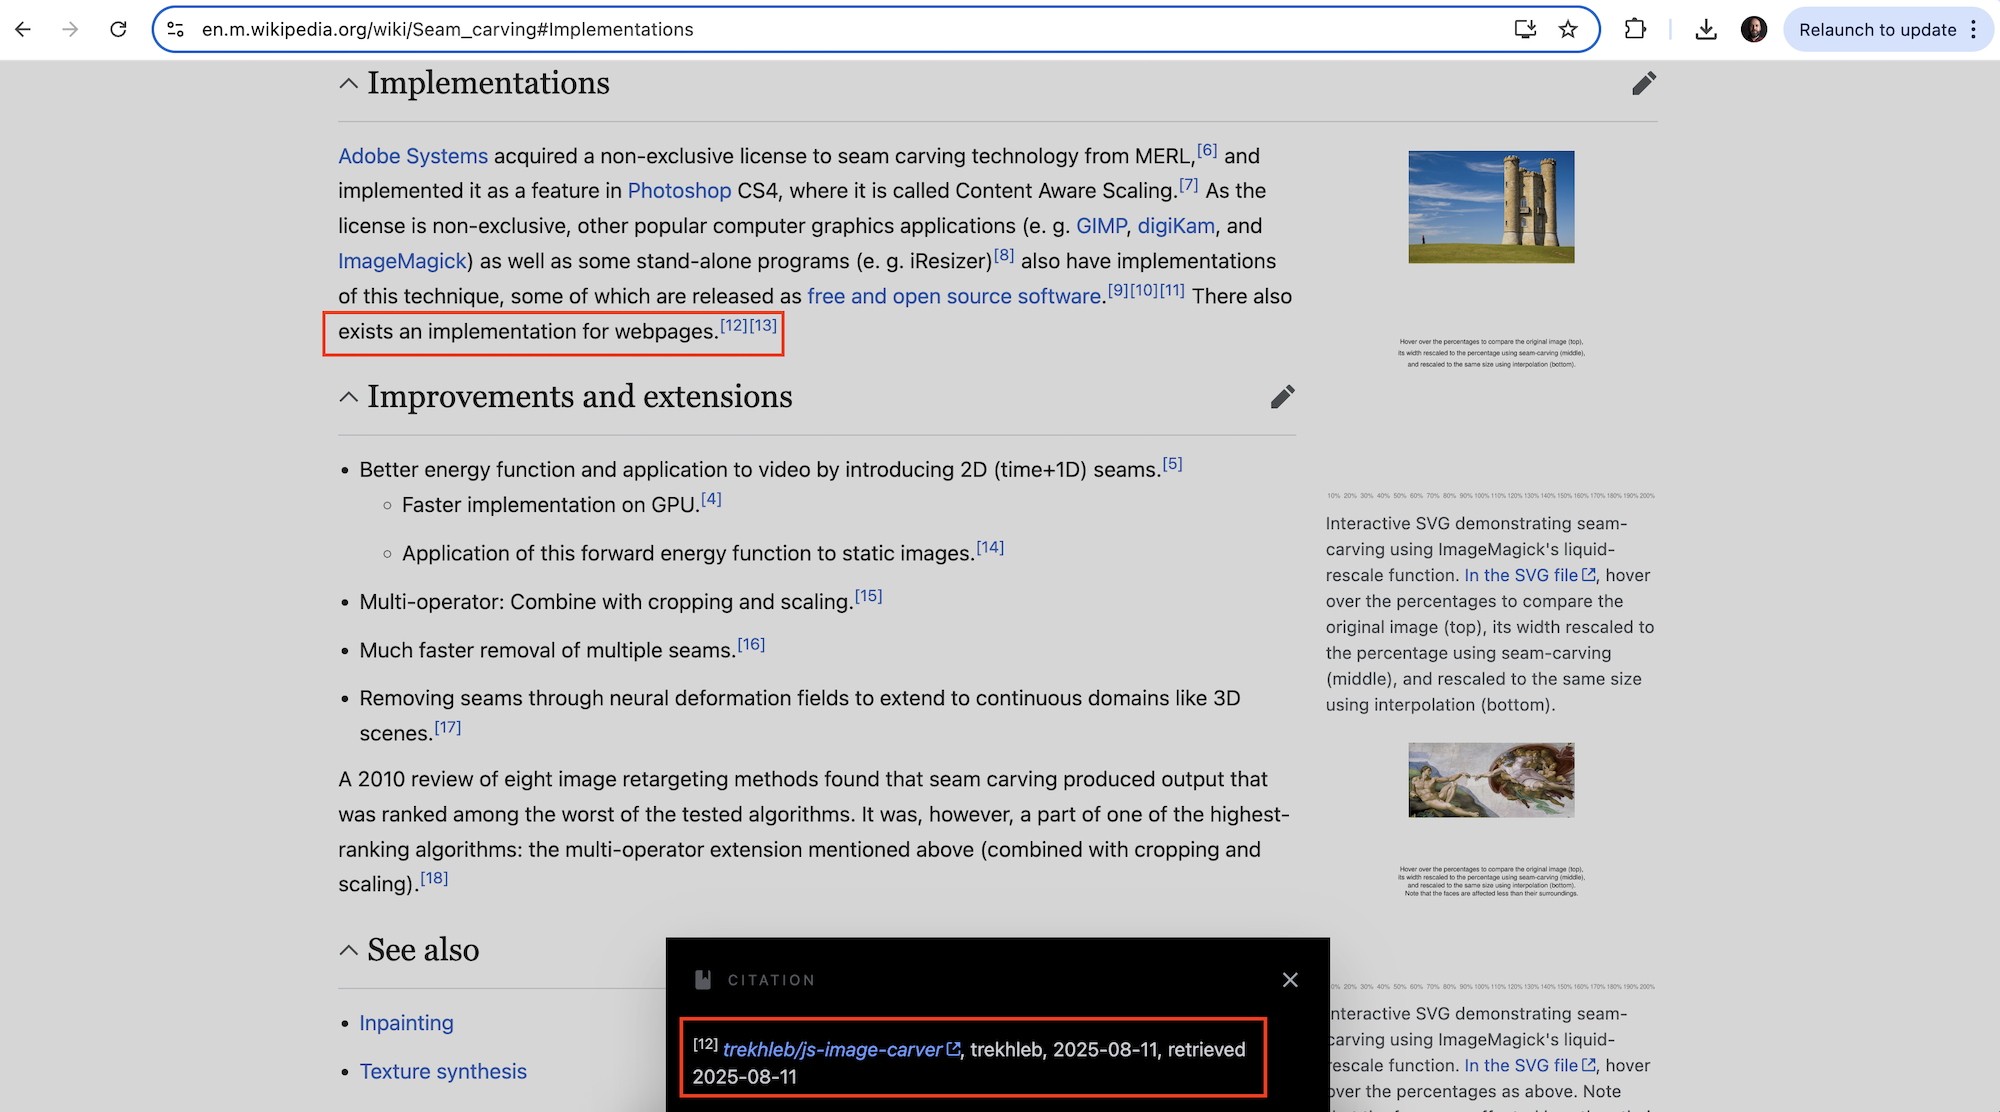 en.m.wikipedia.org/wiki/Seam_carving#Implementations
Relaunch to update
Implementations
Adobe Systems acquired a non-exclusive license to seam carving technology from MERL,[6] and
implemented it as a feature in Photoshop CS4, where it is called Content Aware Scaling.[7] As the
license is non-exclusive, other popular computer graphics applications (e. g. GIMP, digiKam, and
ImageMagick) as well as some stand-alone programs (e. g. iResizer)[8] also have implementations
of this technique, some of which are released as free and open source software.[9][10][11] There also
exists an implementation for webpages.[12][13]
Hover over the percentages to compare the original image (top),
its width rescaled to the percentage using seam-carving (middle),
and rescaled to the same size using interpolation (bottom).
Improvements and extensions
• Better energy function and application to video by introducing 2D (time+1D) seams.[5]
◦ Faster implementation on GPU.[4]
◦ Application of this forward energy function to static images.[14]
• Multi-operator: Combine with cropping and scaling.[15]
• Much faster removal of multiple seams.[16]
• Removing seams through neural deformation fields to extend to continuous domains like 3D
scenes.[17]
A 2010 review of eight image retargeting methods found that seam carving produced output that
was ranked among the worst of the tested algorithms. It was, however, a part of one of the highest-
ranking algorithms: the multi-operator extension mentioned above (combined with cropping and
scaling).[18]
10% 20% 30% 40% 50% 60% 70% 80% 90% 100% 110% 120% 130% 140% 150% 160% 170% 180% 190% 200%
Interactive SVG demonstrating seam-
carving using ImageMagick's liquid-
rescale function. In the SVG file, hover
over the percentages to compare the
original image (top), its width rescaled to
the percentage using seam-carving
(middle), and rescaled to the same size
using interpolation (bottom).
Hover over the percentages to compare the original image (top),
its width rescaled to the percentage using seam-carving (middle),
and rescaled to the same size using interpolation (bottom).
Note that the faces are affected less than their surroundings.
See also
• Inpainting
• Texture synthesis
CITATION
[12] trekhleb/js-image-carver, trekhleb, 2025-08-11, retrieved
2025-08-11
20% 30% 40% 50% 60% 70% 80% 90% 100% 110% 120% 130% 140% 150% 160% 170% 180% 190% 200%
nteractive SVG demonstrating seam-
carving using ImageMagick's liquid-
rescale function. In the SVG file, hover
over the percentages as above. Note